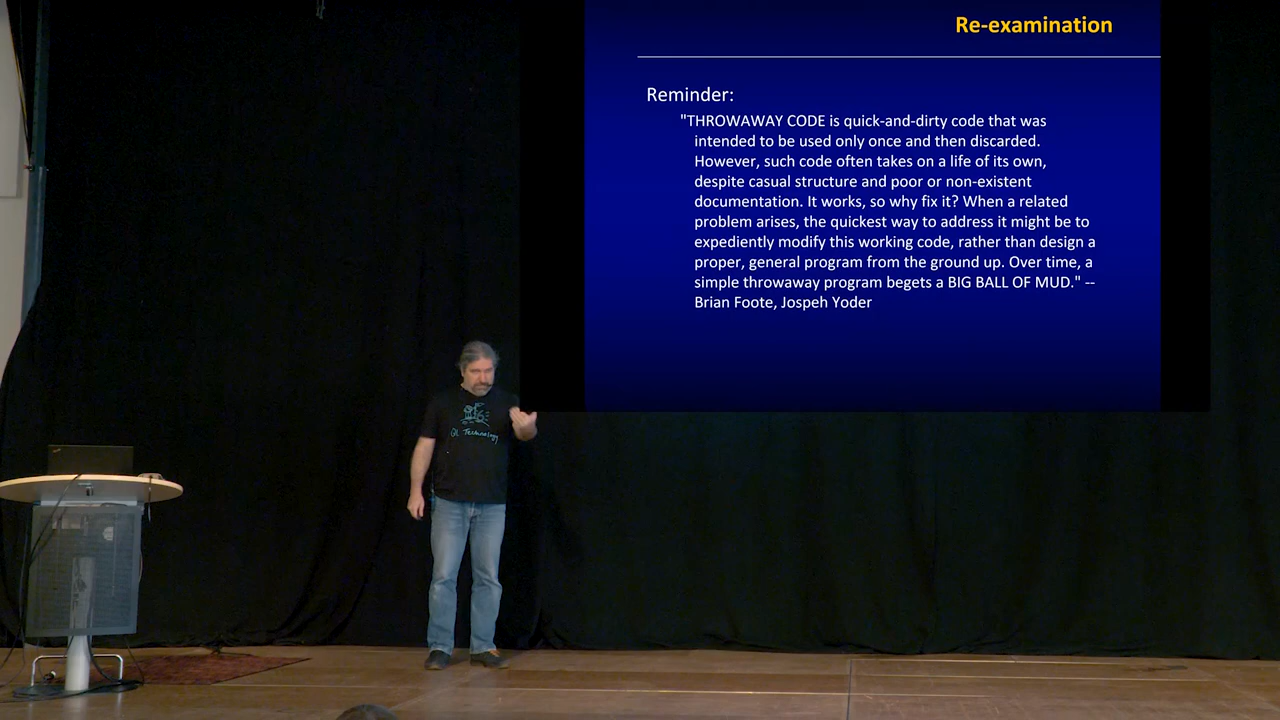 Re-examination
Reminder:
"THROWAWAY CODE is quick-and-dirty code that was
intended to be used only once and then discarded.
However, such code often takes on a life of its own,
despite casual structure and poor or non-existent
documentation. It works, so why fix it? When a related
problem arises, the quickest way to address it might be to
expediently modify this working code, rather than design a
proper, general program from the ground up. Over time, a
simple throwaway program begets a BIG BALL OF MUD." --
Brian Foote, Jospeh Yoder
QL Technology